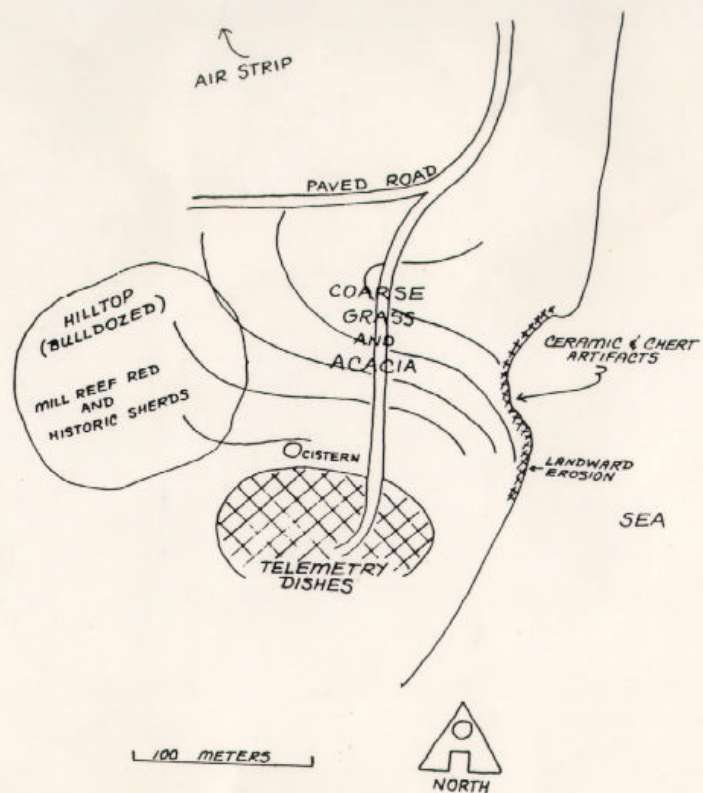 AIR STRIP
PAVED ROAD
HILLTOP
(BULLDOZED)
MILL REEF RED
AND
HISTORIC SHERDS
COARSE
GRASS
AND
ACACIA
CERAMIC & CHERT
ARTIFACTS
CISTERN
LANDWARD
EROSION
SEA
TELEMETRY
DISHES
100 METERS
NORTH